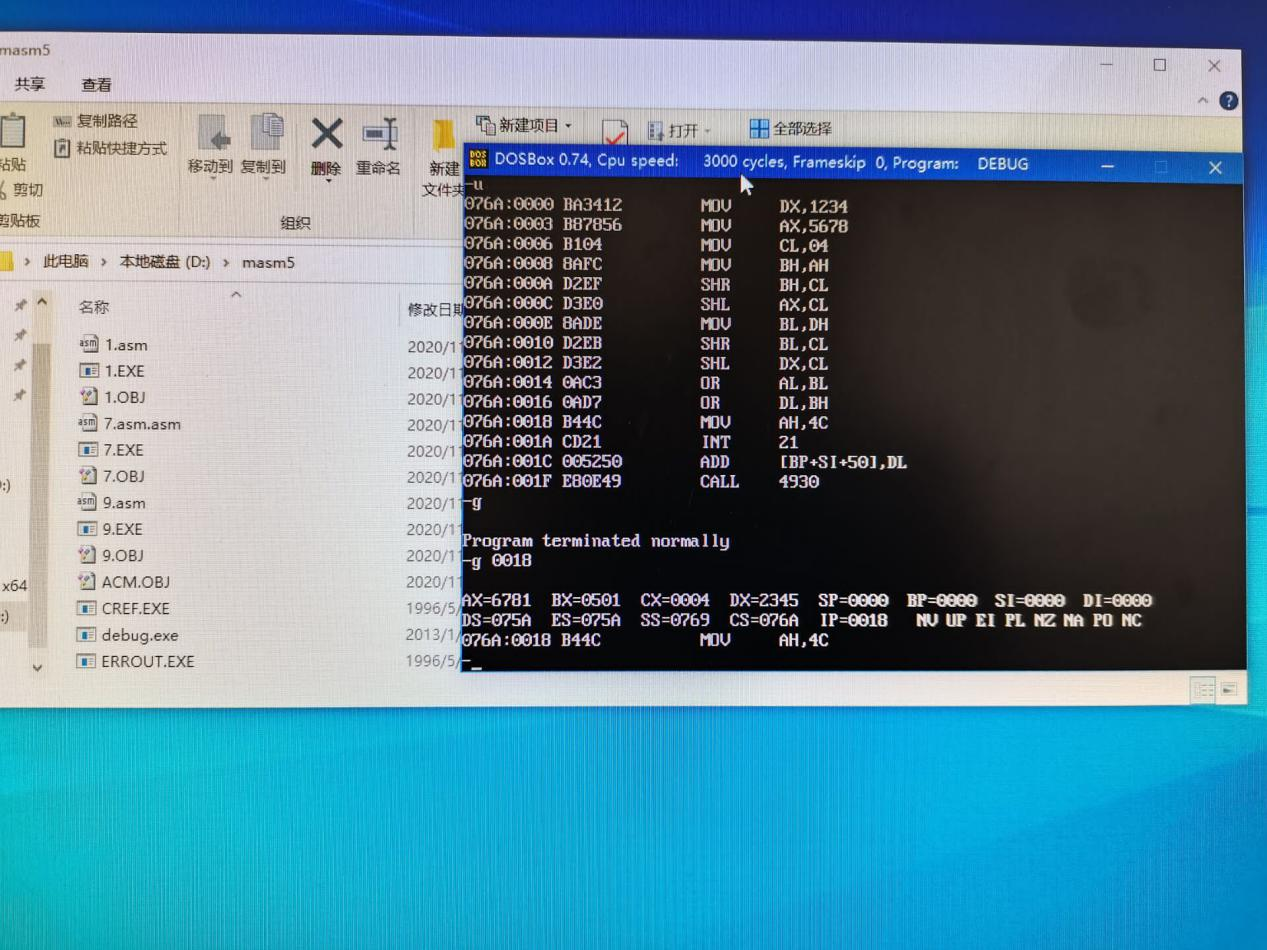 masm5
共享 查看
粘贴
剪切
复制路径
粘贴快捷方式
剪贴板
移动到 复制到 删除 重命名
组织
新建
文件夹
新建项目
打开
全部选择
此电脑 › 本地磁盘 (D:) › masm5
名称 修改日期
1.asm 2020/11
1.EXE 2020/11
1.OBJ 2020/11
7.asm.asm 2020/11
7.EXE 2020/11
7.OBJ 2020/11
9.asm 2020/11
9.EXE 2020/11
9.OBJ 2020/11
ACM.OBJ 2020/11
CREF.EXE 1996/5/
debug.exe 2013/1/
ERROUT.EXE 1996/5/
:)
x64
:)
DOS BOX
DOSBox 0.74, Cpu speed: 3000 cycles, Frameskip 0, Program: DEBUG
-u
076A:0000 BA3412 MOV DX,1234
076A:0003 B87856 MOV AX,5678
076A:0006 B104 MOV CL,04
076A:0008 8AFC MOV BH,AH
076A:000A D2EF SHR BH,CL
076A:000C D3E0 SHL AX,CL
076A:000E 8ADE MOV BL,DH
076A:0010 D2EB SHR BL,CL
076A:0012 D3E2 SHL DX,CL
076A:0014 0AC3 OR AL,BL
076A:0016 0AD7 OR DL,BH
076A:0018 B44C MOV AH,4C
076A:001A CD21 INT 21
076A:001C 005250 ADD [BP+SI+50],DL
076A:001F E80E49 CALL 4930
-g
Program terminated normally
-g 0018
AX=6781 BX=0501 CX=0004 DX=2345 SP=0000 BP=0000 SI=0000 DI=0000
DS=075A ES=075A SS=0769 CS=076A IP=0018 NV UP EI PL NZ NA PO NC
076A:0018 B44C MOV AH,4C
-_